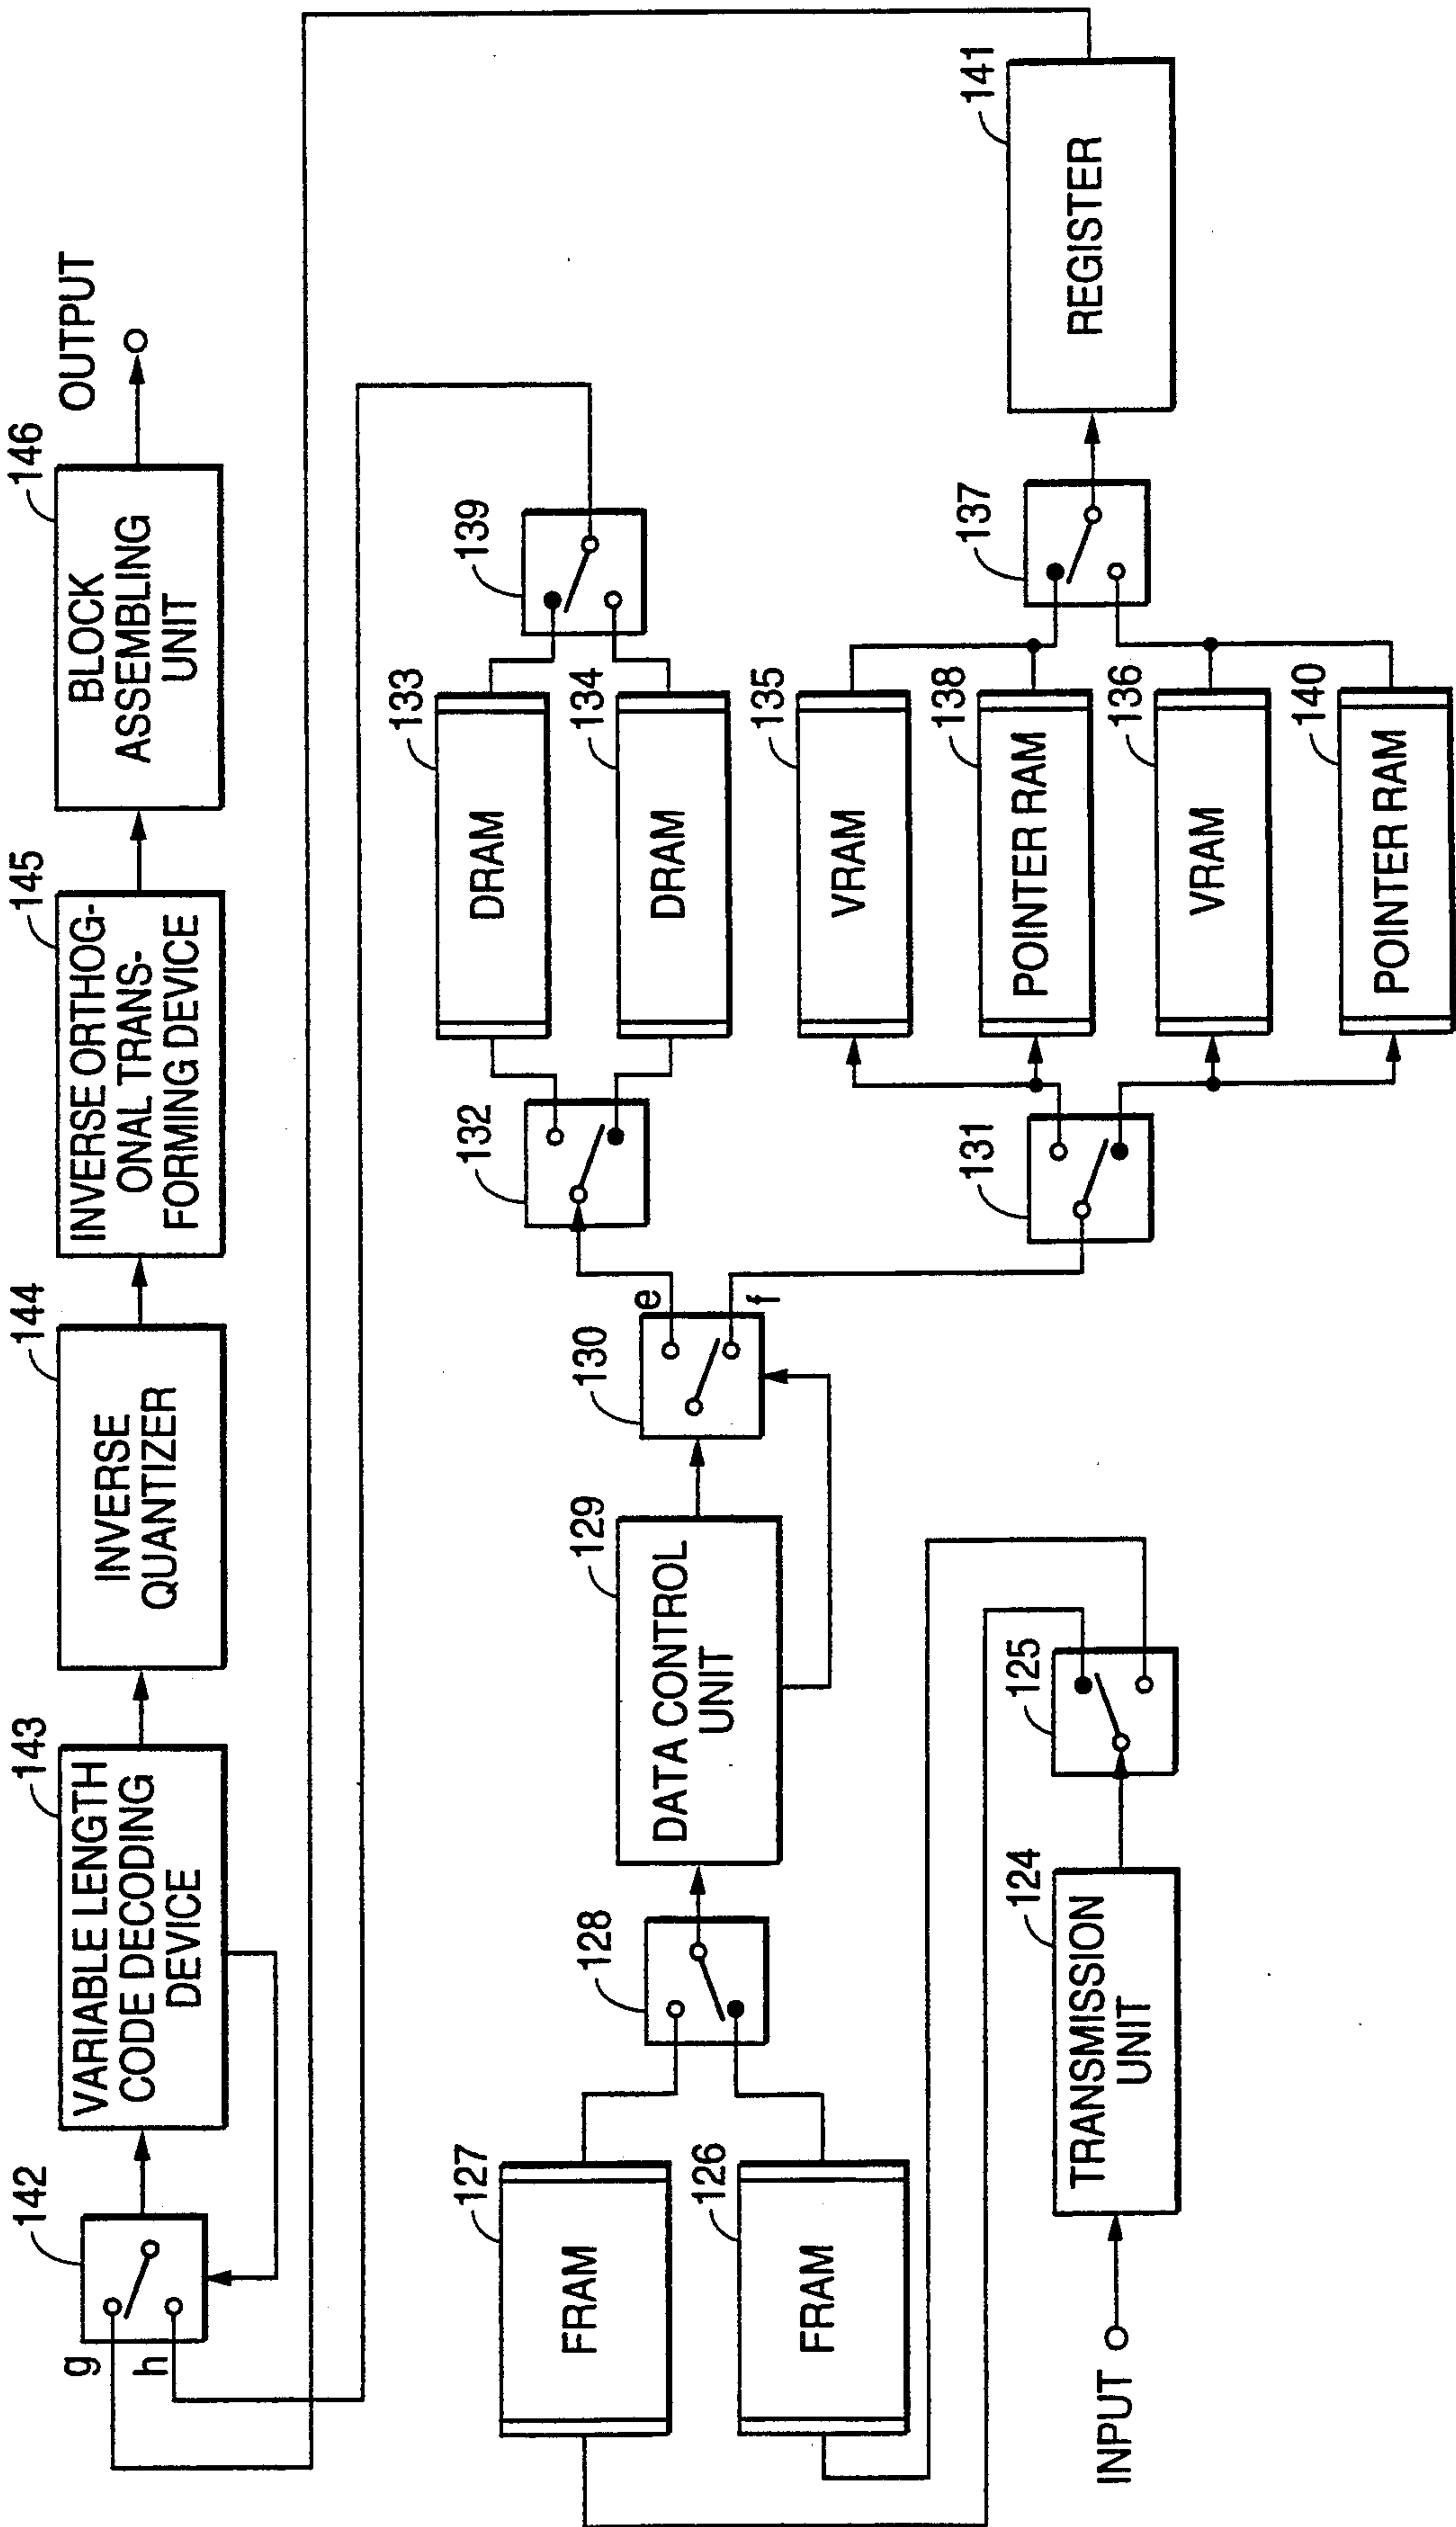 142
g
h
VARIABLE LENGTH
CODE DECODING
DEVICE
143
INVERSE
QUANTIZER
144
INVERSE ORTHOG-
ONAL TRANS-
FORMING DEVICE
145
BLOCK
ASSEMBLING
UNIT
146
OUTPUT
127
FRAM
126
FRAM
128
DATA CONTROL
UNIT
129
130
e
f
132
131
133
DRAM
134
DRAM
135
VRAM
138
POINTER RAM
136
VRAM
140
POINTER RAM
139
137
REGISTER
141
INPUT
TRANSMISSION
UNIT
124
125